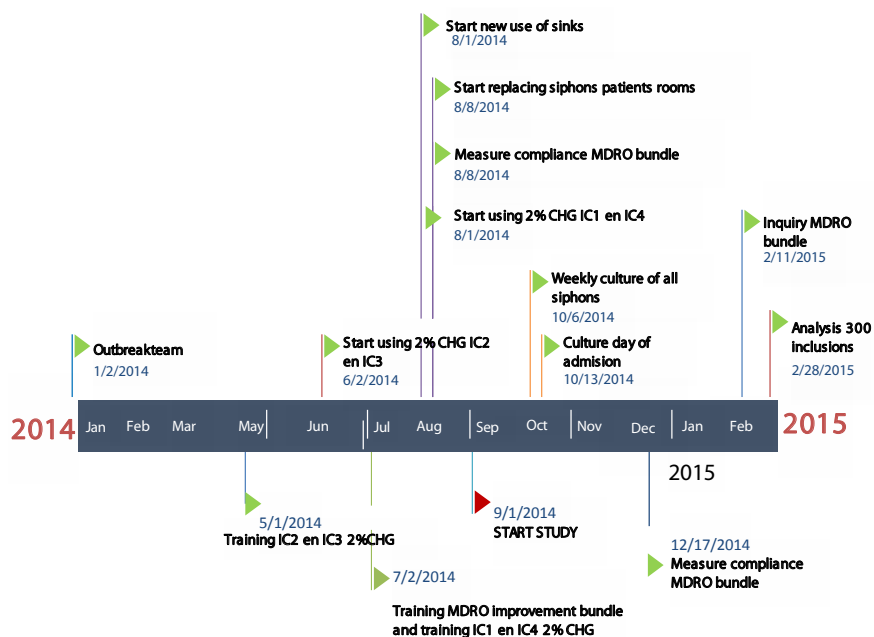 Start new use of sinks
8/1/2014
Start replacing siphons patients rooms
8/8/2014
Measure compliance MDRO bundle
8/8/2014
Start using 2% CHG IC1 en IC4
8/1/2014
Inquiry MDRO
bundle
2/11/2015
Weekly culture of all
siphons
10/6/2014
Analysis 300
inclusions
2/28/2015
Outbreakteam
1/2/2014
Start using 2% CHG IC2
en IC3
6/2/2014
Culture day of
admision
10/13/2014
2014
Jan Feb Mar May Jun Jul Aug Sep Oct Nov Dec Jan Feb
2015
2015
5/1/2014
Training IC2 en IC3 2%CHG
9/1/2014
START STUDY
12/17/2014
Measure compliance
MDRO bundle
7/2/2014
Training MDRO improvement bundle
and training IC1 en IC4 2% CHG